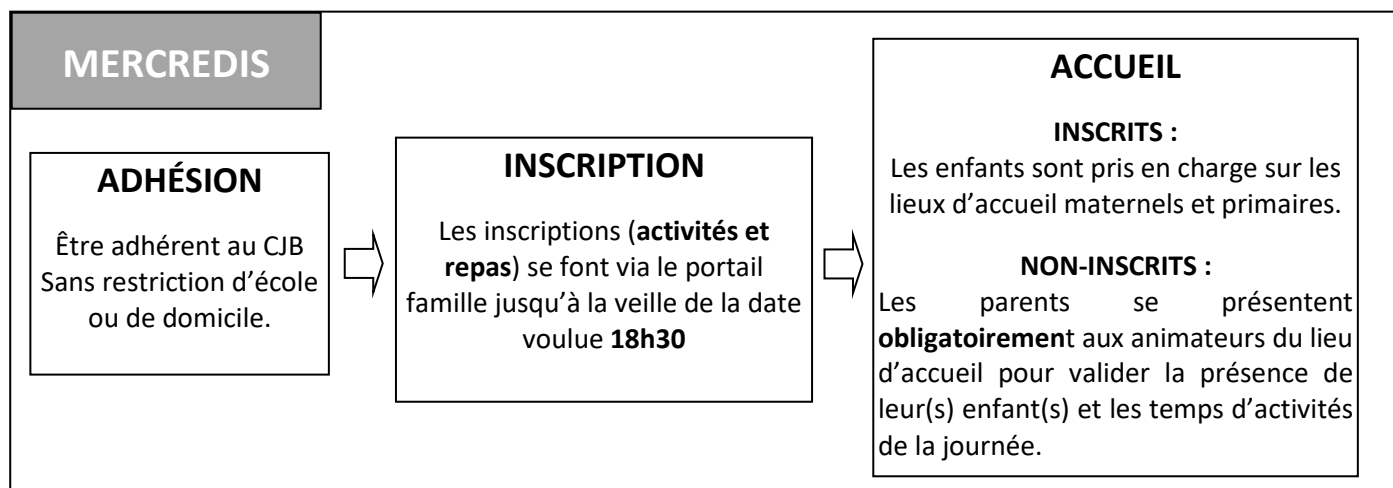 MERCREDIS
ADHÉSION
Être adhérent au CJB
Sans restriction d’école
ou de domicile.
INSCRIPTION
Les inscriptions (activités et
repas) se font via le portail
famille jusqu’à la veille de la date
voulue 18h30
ACCUEIL
INSCRITS :
Les enfants sont pris en charge sur les
lieux d’accueil maternels et primaires.
NON-INSCRITS :
Les parents se présentent
obligatoirement aux animateurs du lieu
d’accueil pour valider la présence de
leur(s) enfant(s) et les temps d’activités
de la journée.